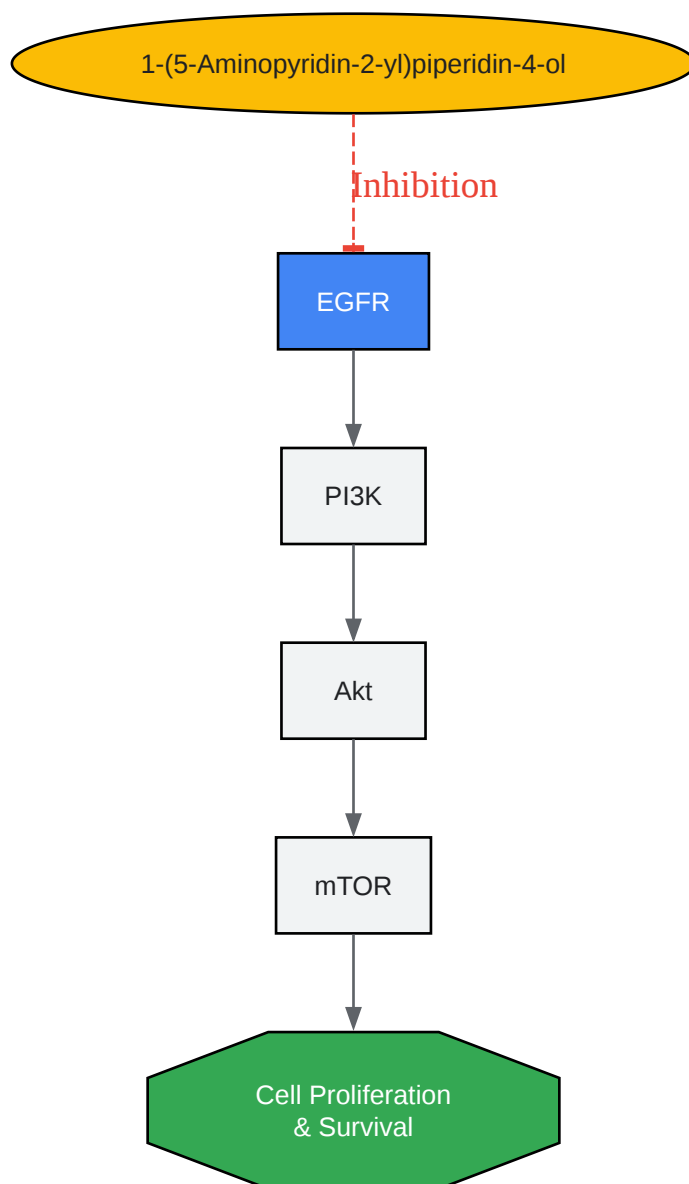 1-(5-Aminopyridin-2-yl)piperidin-4-ol
Inhibition
EGFR
PI3K
Akt
mTOR
Cell Proliferation
& Survival